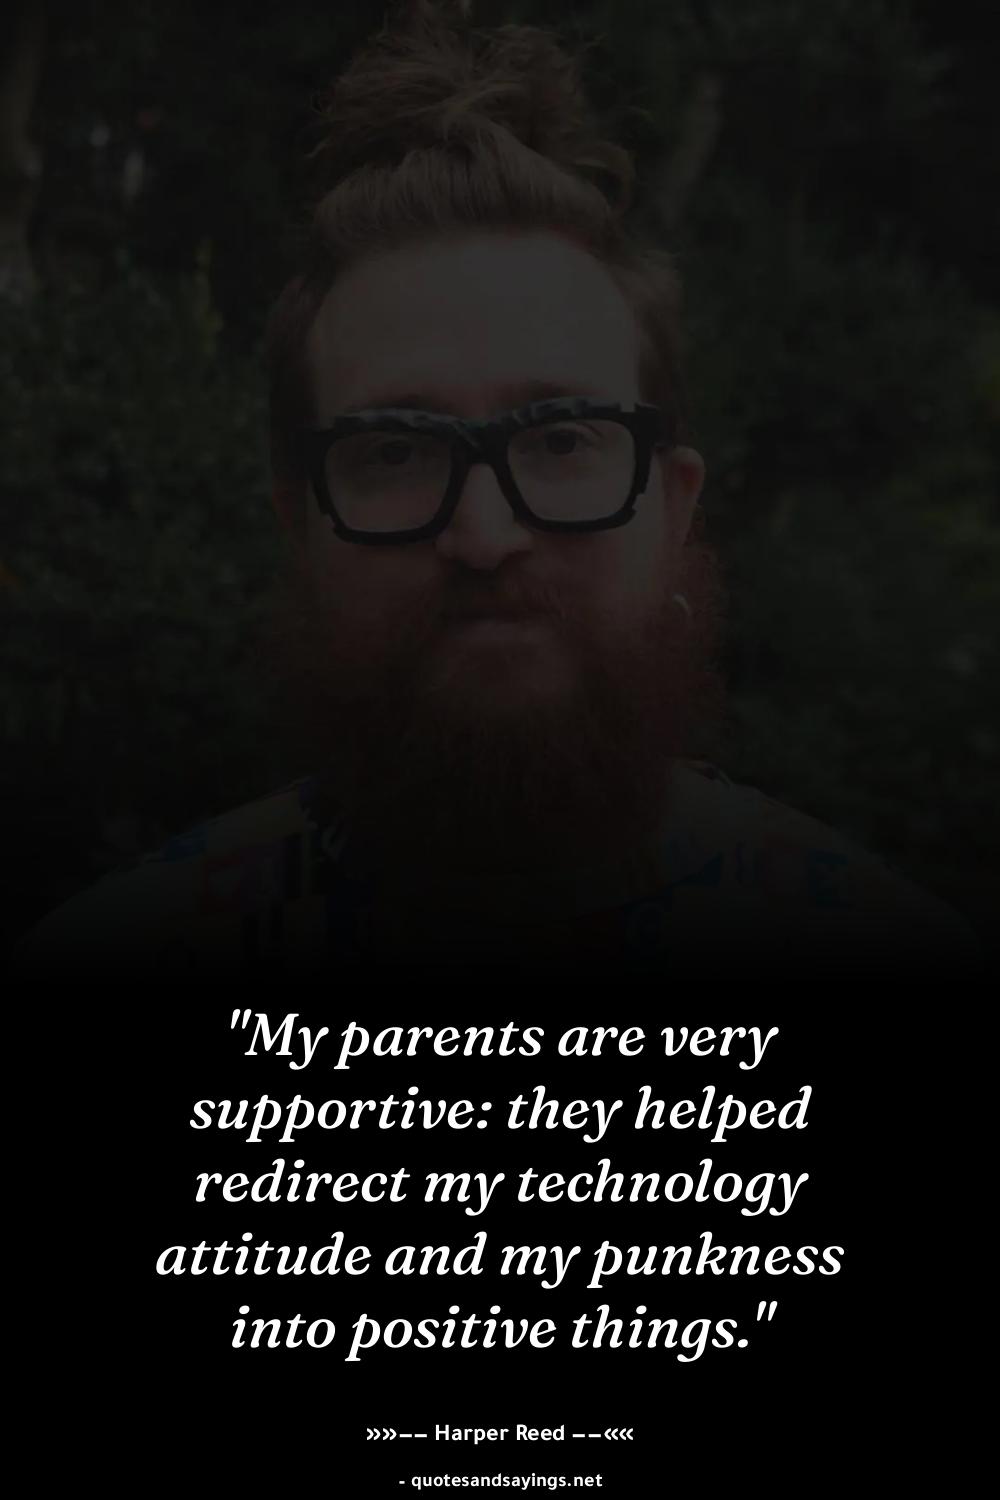 "My parents are very
supportive: they helped
redirect my technology
attitude and my punkness
into positive things."
»»–– Harper Reed ––««
- quotesandsayings.net